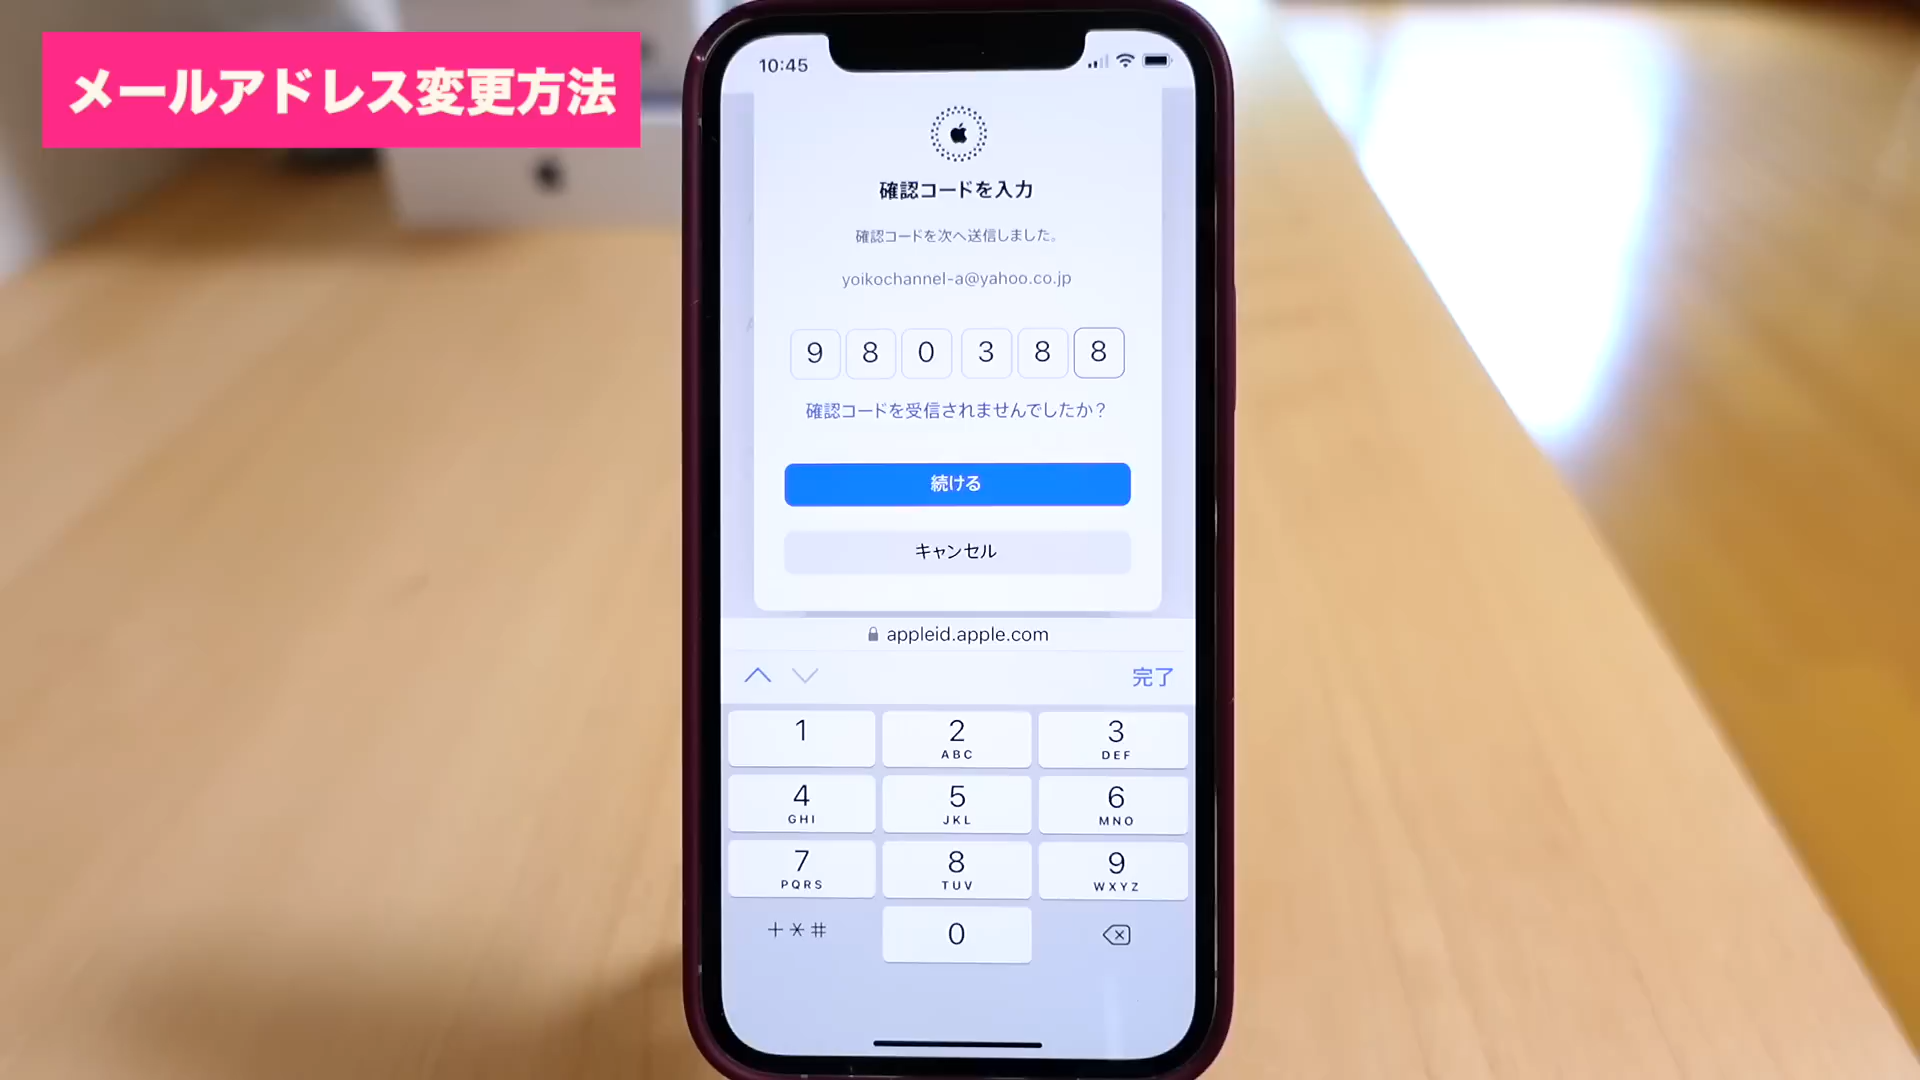 メールアドレス変更方法
10:45
確認コードを入力
確認コードを次へ送信しました。
yoikochannel-a@yahoo.co.jp
9 8 0 3 8 8
確認コードを受信されませんでしたか？
続ける
キャンセル
appleid.apple.com
完了
1
2 ABC
3 DEF
4 GHI
5 JKL
6 MNO
7 PQRS
8 TUV
9 WXYZ
+*#
0